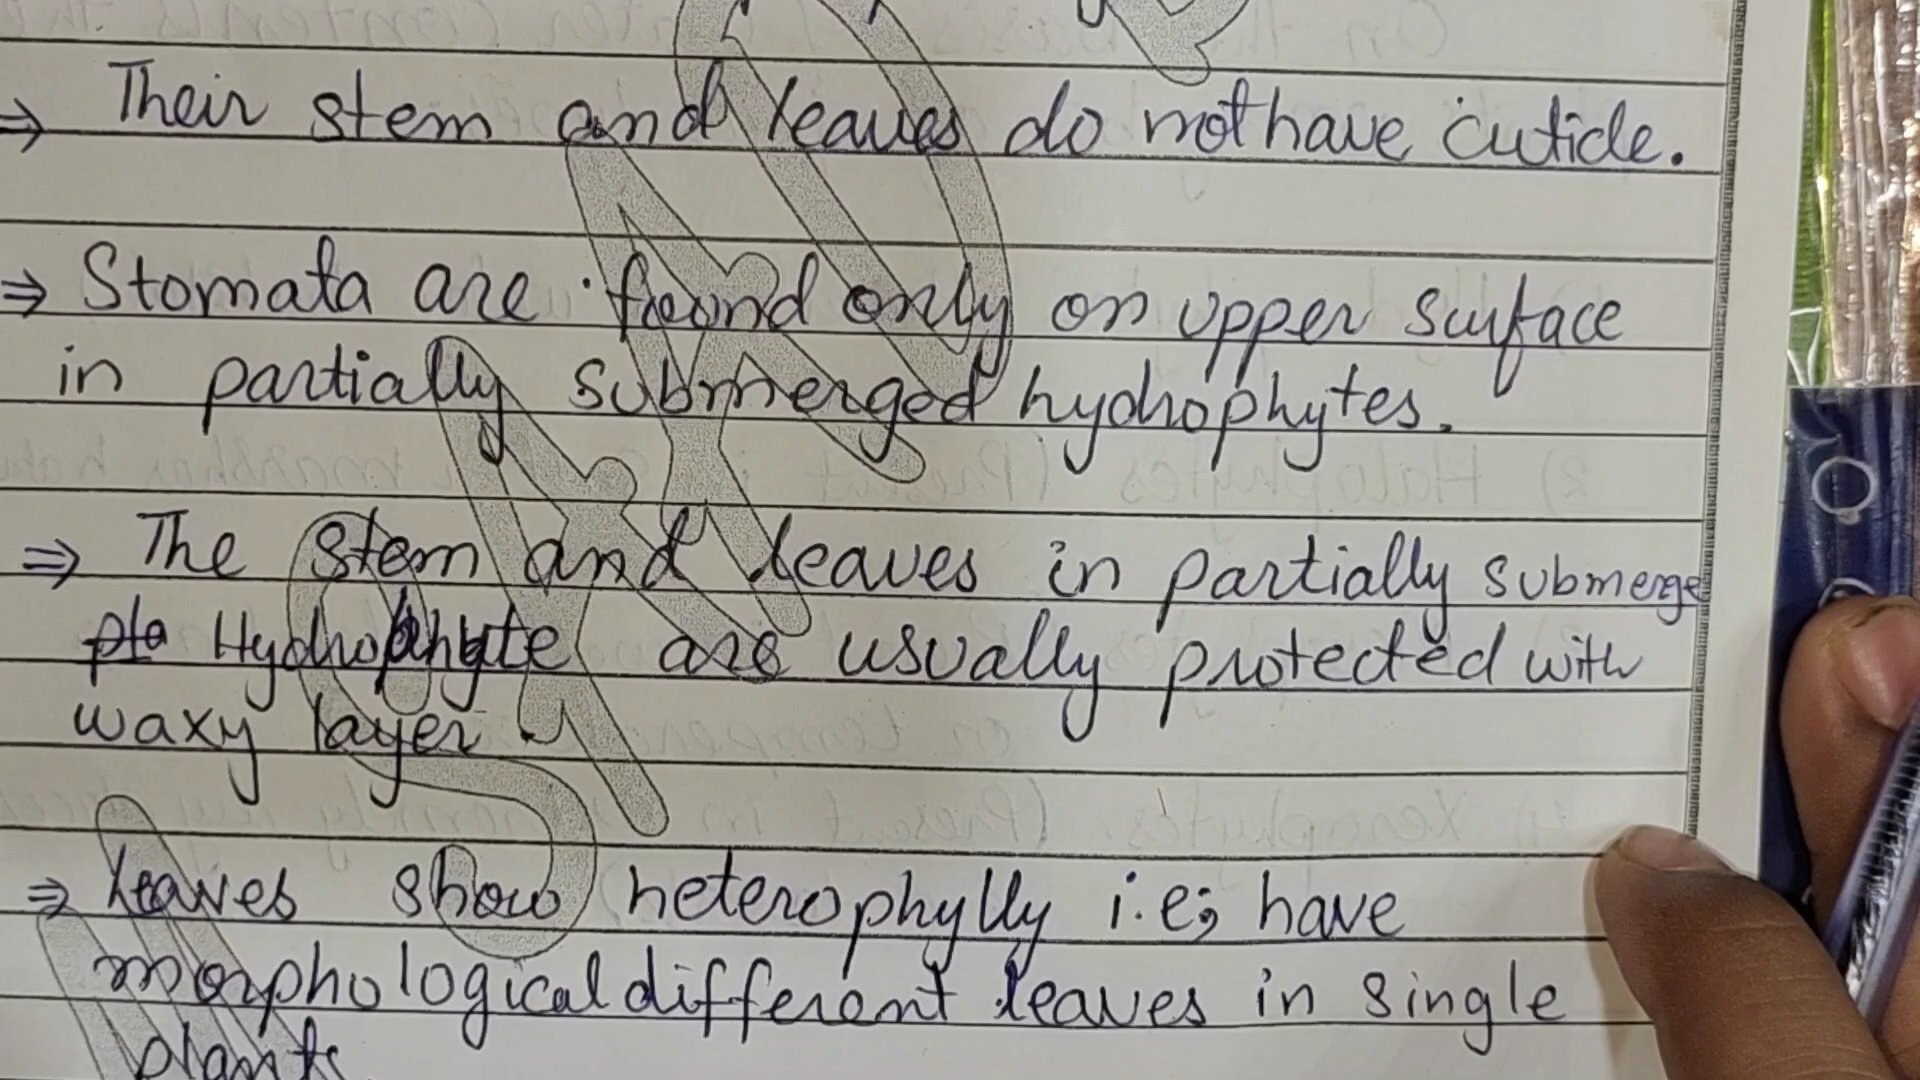 ⇒ Their stem and leaves do not have cuticle.
⇒ Stomata are found only on upper surface
in partially submerged hydrophytes.
⇒ The stem and leaves in partially submerge
Hydrophyte are usually protected with
waxy layer.
⇒ Leaves show heterophylly i.e; have
morphological different leaves in single
plants